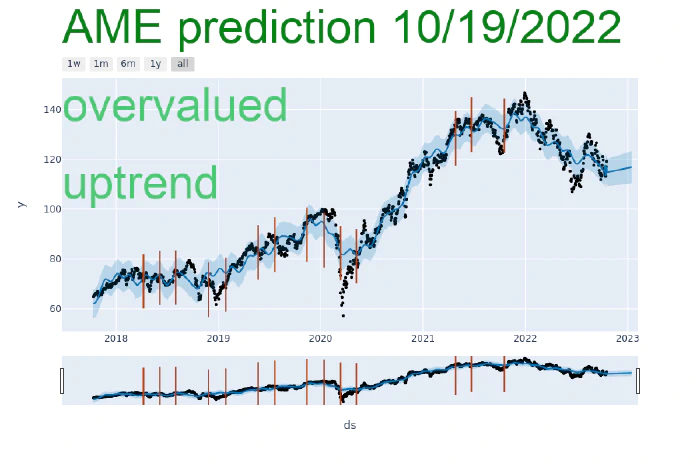 AME prediction 10/19/2022
1w 1m 6m 1y all
overvalued
uptrend
140
120
100
80
60
y
2018 2019 2020 2021 2022 2023
ds